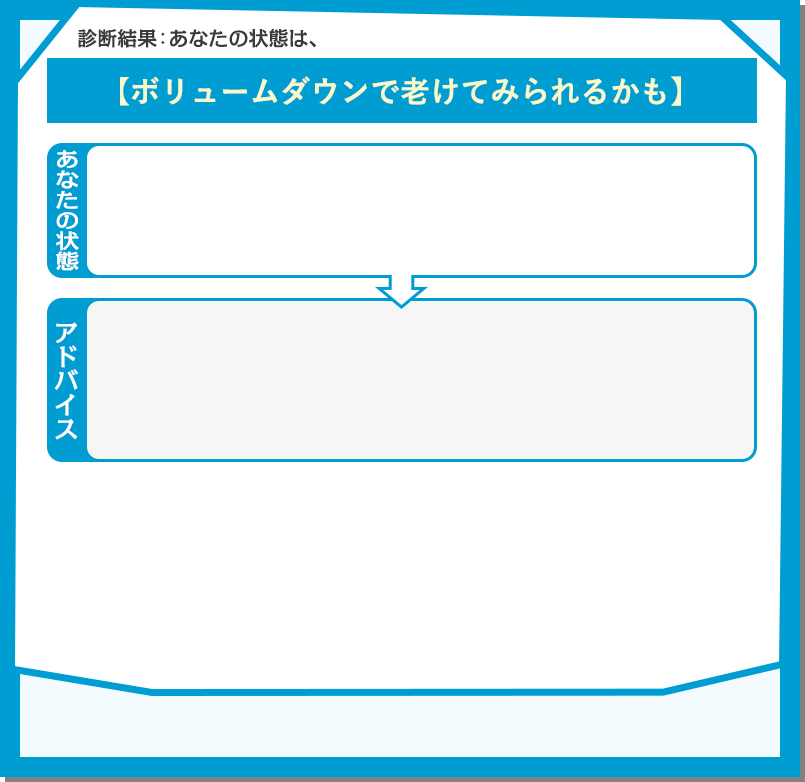 診断結果：あなたの状態は、
【ボリュームダウンで老けてみられるかも】
あなたの状態
アドバイス